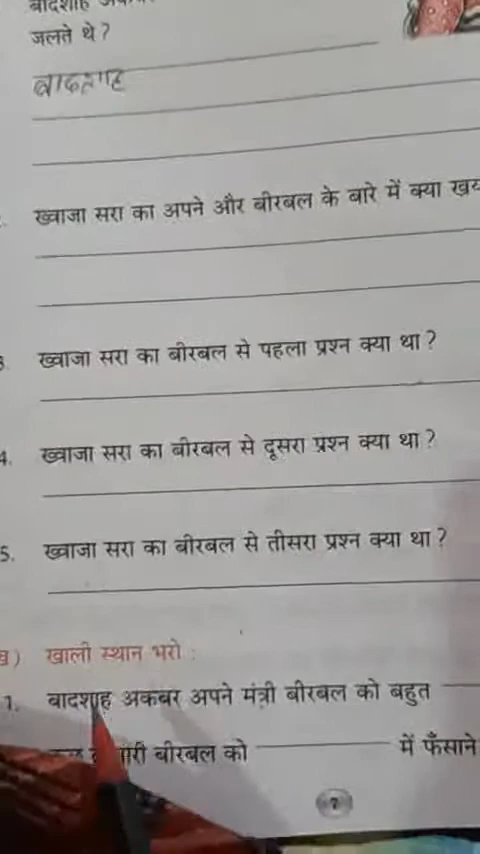 बादशाह
जलते थे ?
बादशाह
ख्वाजा सरा का अपने और बीरबल के बारे में क्या
3. ख्वाजा सरा का बीरबल से पहला प्रश्न क्या था ?
4. ख्वाजा सरा का बीरबल से दूसरा प्रश्न क्या था ?
5. ख्वाजा सरा का बीरबल से तीसरा प्रश्न क्या था ?
ख) खाली स्थान भरो :
1. बादशाह अकबर अपने मंत्री बीरबल को बहुत
बीरबल को में फँसाने
7